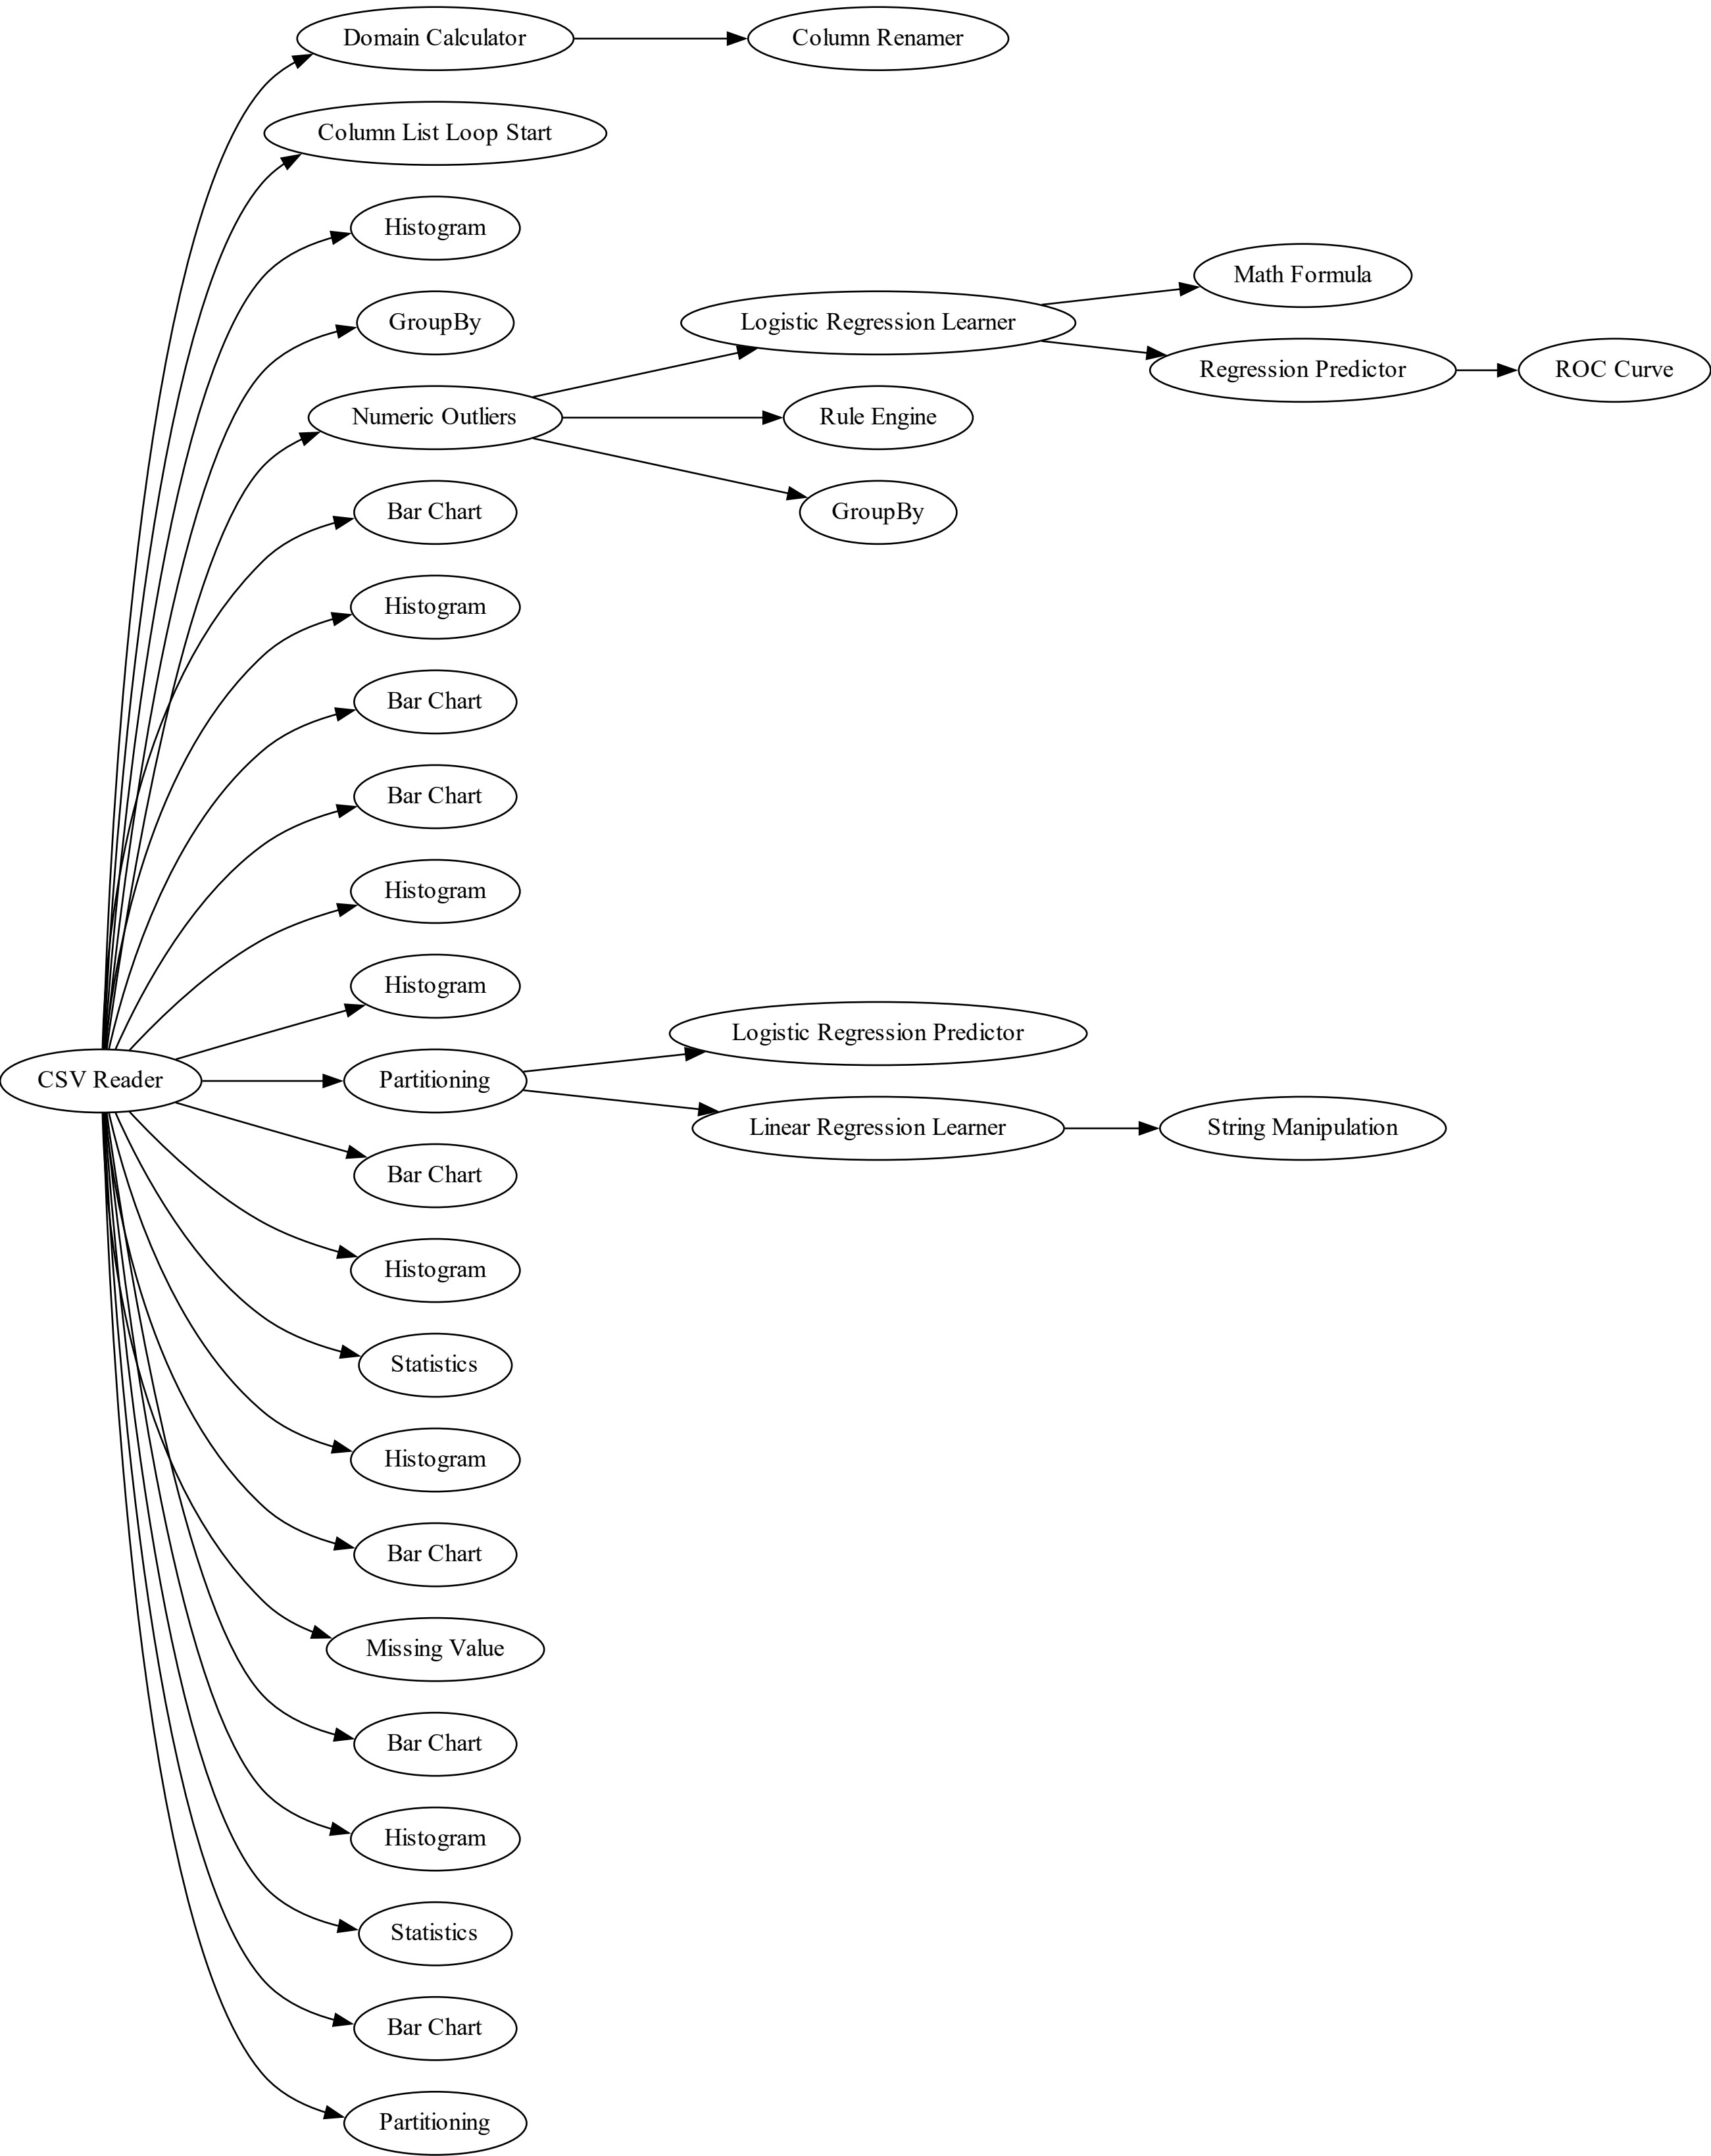 Domain Calculator
Column Renamer
Column List Loop Start
Histogram
Math Formula
GroupBy
Logistic Regression Learner
Regression Predictor
ROC Curve
Numeric Outliers
Rule Engine
Bar Chart
GroupBy
Histogram
Bar Chart
Bar Chart
Histogram
Histogram
Logistic Regression Predictor
CSV Reader
Partitioning
Linear Regression Learner
String Manipulation
Bar Chart
Histogram
Statistics
Histogram
Bar Chart
Missing Value
Bar Chart
Histogram
Statistics
Bar Chart
Partitioning